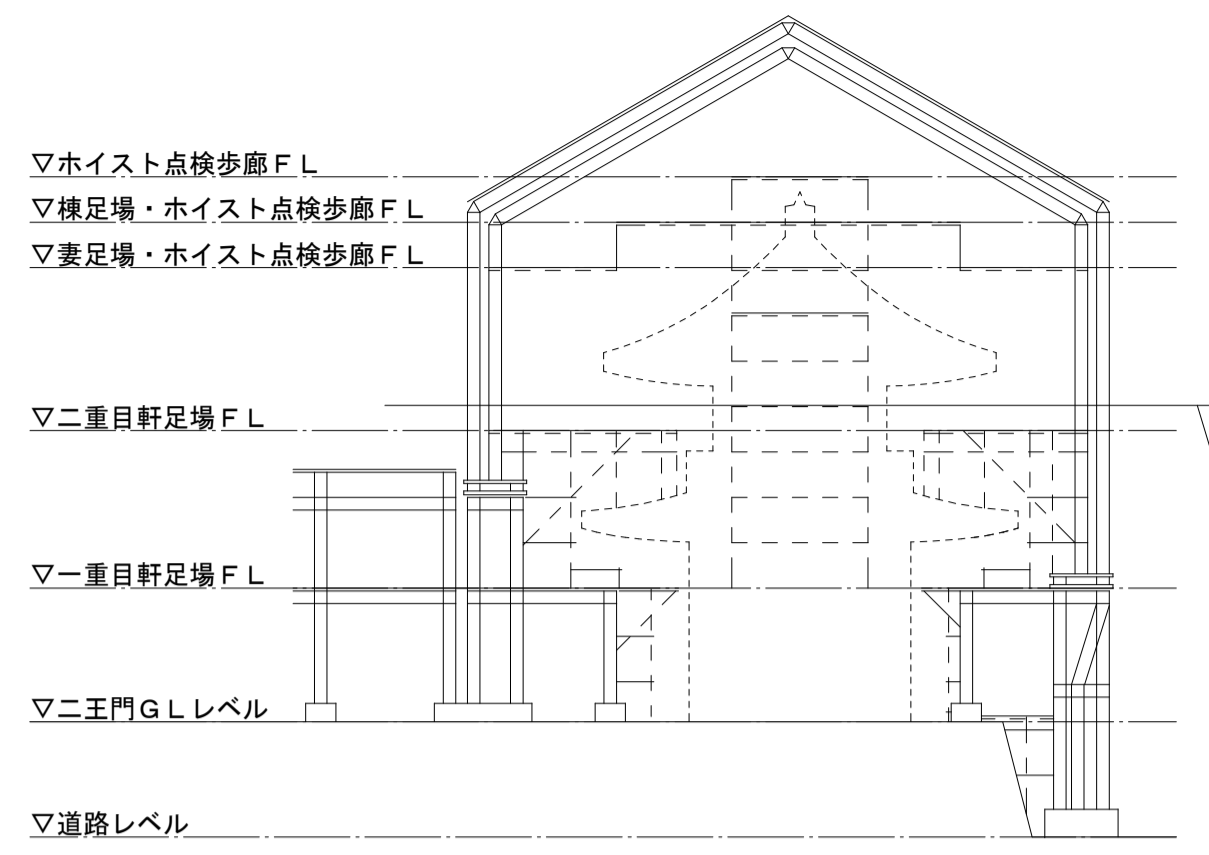 ▽ホイスト点検歩廊ＦＬ
▽棟足場・ホイスト点検歩廊ＦＬ
▽妻足場・ホイスト点検歩廊ＦＬ
▽二重目軒足場ＦＬ
▽一重目軒足場ＦＬ
▽二王門ＧＬレベル
▽道路レベル